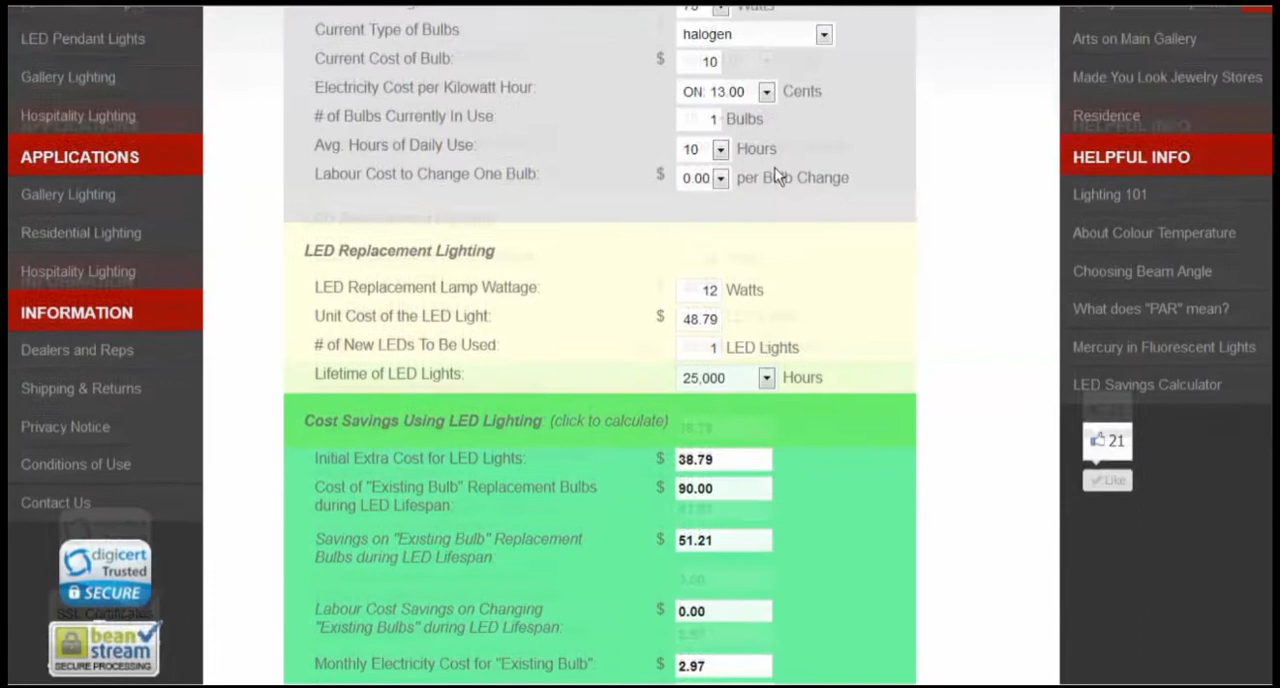 LED Pendant Lights
Gallery Lighting
Hospitality Lighting
APPLICATIONS
Gallery Lighting
Residential Lighting
Hospitality Lighting
INFORMATION
Dealers and Reps
Shipping & Returns
Privacy Notice
Conditions of Use
Contact Us
digicert
Trusted
SECURE
SSL Certificates
bean
stream
SECURE PROCESSING
Watts
Current Type of Bulbs halogen
Current Cost of Bulb: $ 10
Electricity Cost per Kilowatt Hour: ON: 13.00 Cents
# of Bulbs Currently In Use: 1 Bulbs
Avg. Hours of Daily Use: 10 Hours
Labour Cost to Change One Bulb: $ 0.00 per Bulb Change
LED Replacement Lighting
LED Replacement Lamp Wattage: 12 Watts
Unit Cost of the LED Light: $ 48.79
# of New LEDs To Be Used: 1 LED Lights
Lifetime of LED Lights: 25,000 Hours
Cost Savings Using LED Lighting: (click to calculate)
Initial Extra Cost for LED Lights: $ 38.79
Cost of "Existing Bulb" Replacement Bulbs $ 90.00
during LED Lifespan:
Savings on "Existing Bulb" Replacement $ 51.21
Bulbs during LED Lifespan:
Labour Cost Savings on Changing $ 0.00
"Existing Bulbs" during LED Lifespan:
Monthly Electricity Cost for "Existing Bulb": $ 2.97
Arts on Main Gallery
Made You Look Jewelry Stores
Residence
HELPFUL INFO
Lighting 101
About Colour Temperature
Choosing Beam Angle
What does "PAR" mean?
Mercury in Fluorescent Lights
LED Savings Calculator
21
Like